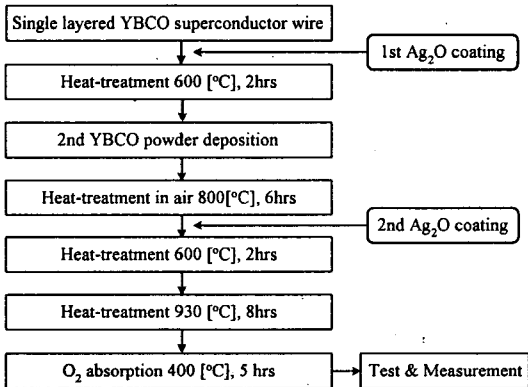 Single layered YBCO superconductor wire
1st Ag₂O coating
Heat-treatment 600 [°C], 2hrs
2nd YBCO powder deposition
Heat-treatment in air 800[°C], 6hrs
2nd Ag₂O coating
Heat-treatment 600 [°C], 2hrs
Heat-treatment 930 [°C], 8hrs
O₂ absorption 400 [°C], 5 hrs
Test & Measurement